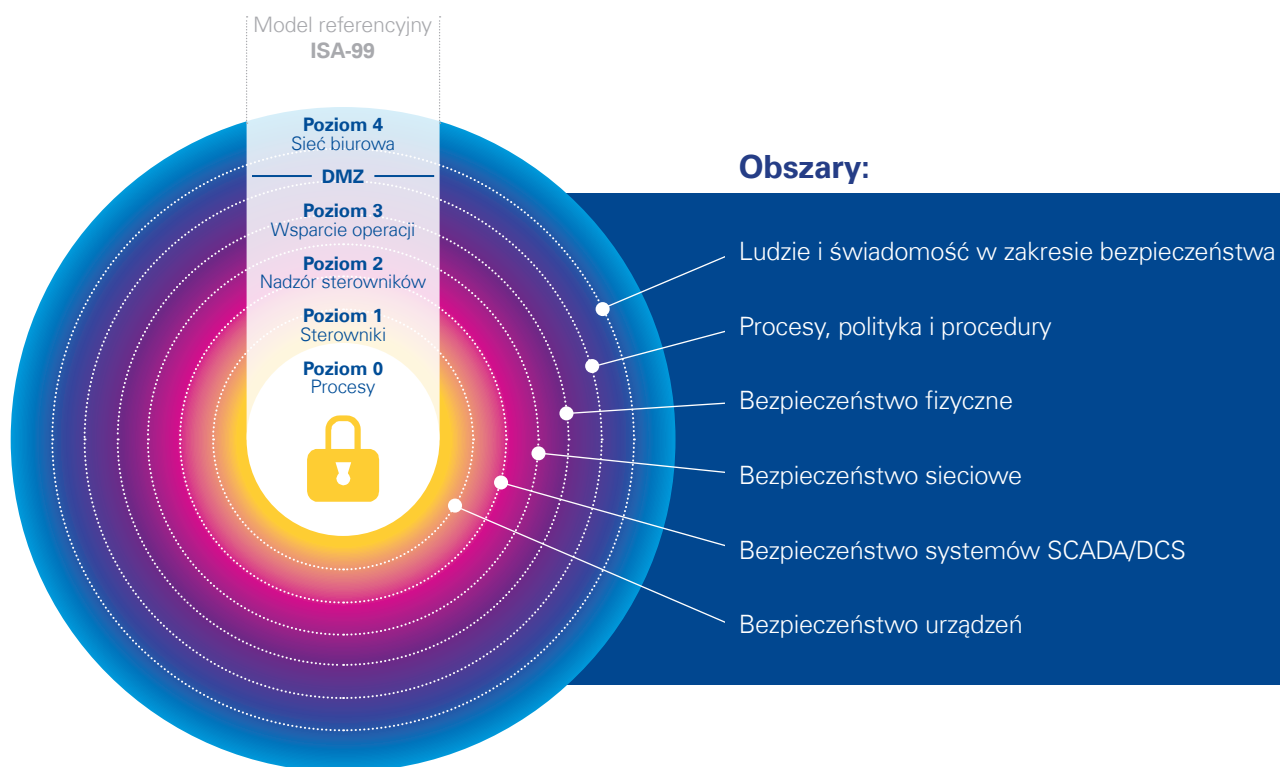 Model referencyjny
ISA-99
Poziom 4
Sieć biurowa
DMZ
Poziom 3
Wsparcie operacji
Poziom 2
Nadzór sterowników
Poziom 1
Sterowniki
Poziom 0
Procesy
Obszary:
Ludzie i świadomość w zakresie bezpieczeństwa
Procesy, polityka i procedury
Bezpieczeństwo fizyczne
Bezpieczeństwo sieciowe
Bezpieczeństwo systemów SCADA/DCS
Bezpieczeństwo urządzeń